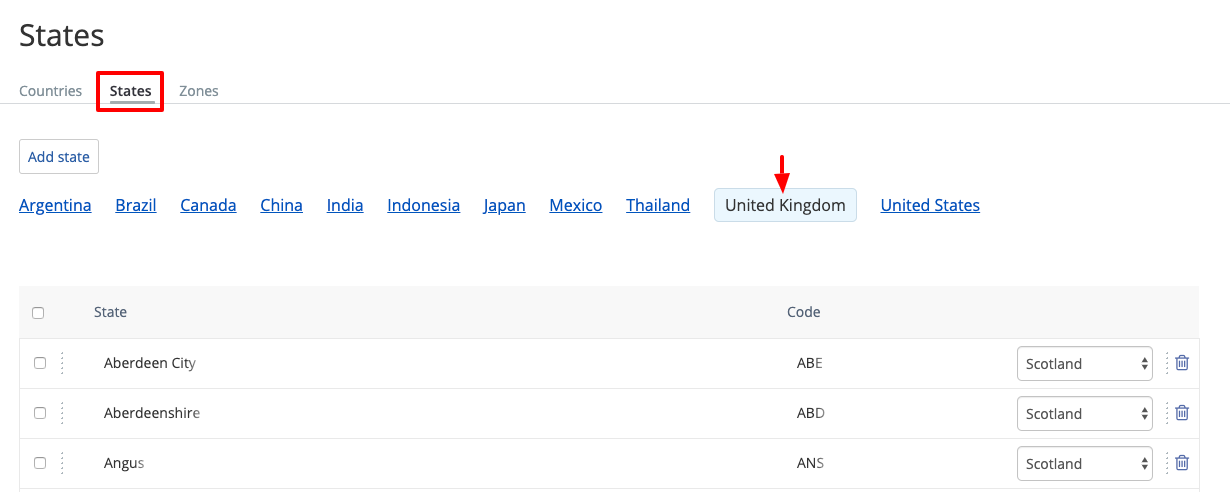 States
Countries States Zones
Add state
Argentina Brazil Canada China India Indonesia Japan Mexico Thailand United Kingdom United States
State Code
Aberdeen City ABE Scotland
Aberdeenshire ABD Scotland
Angus ANS Scotland